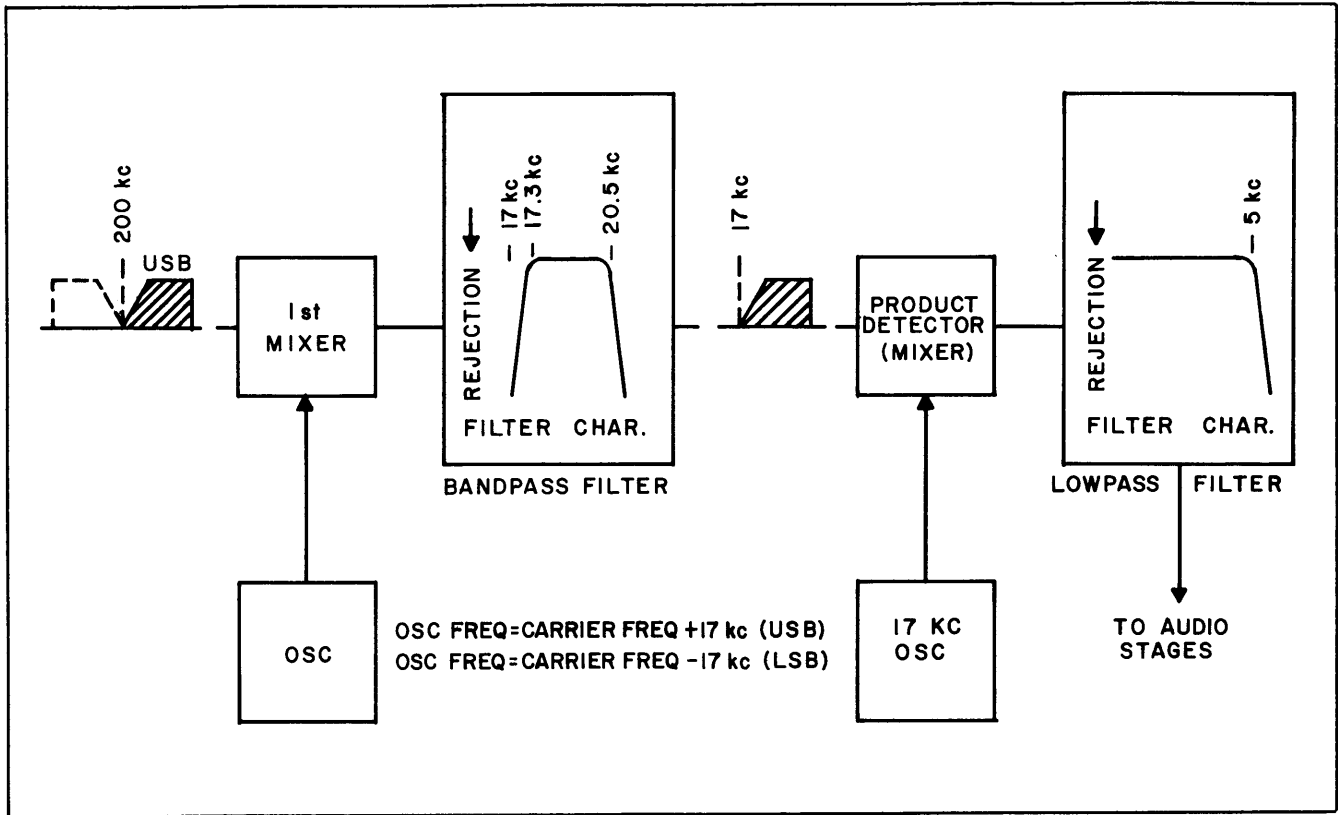 200 kc
USB
1st
MIXER
REJECTION
17 kc
17.3 kc
20.5 kc
FILTER CHAR.
BANDPASS FILTER
17 kc
PRODUCT
DETECTOR
(MIXER)
REJECTION
5 kc
FILTER CHAR.
LOWPASS FILTER
OSC
OSC FREQ=CARRIER FREQ +17 kc (USB)
OSC FREQ=CARRIER FREQ -17 kc (LSB)
17 KC
OSC
TO AUDIO
STAGES